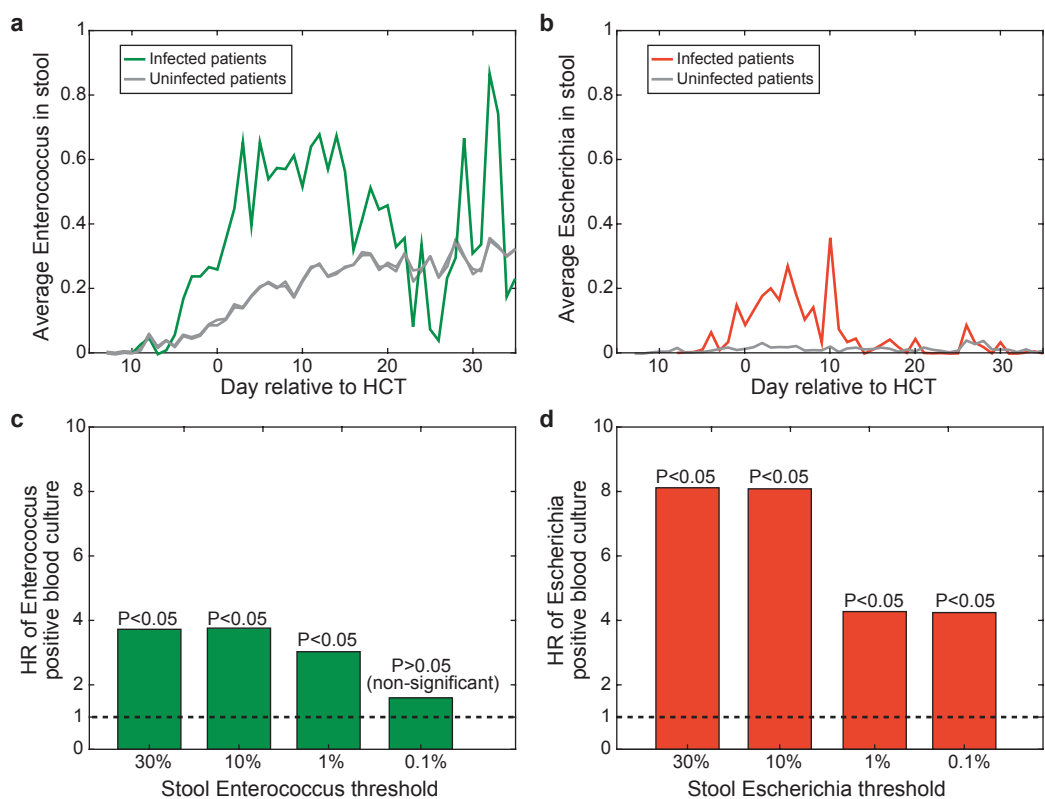 a
Average Enterococcus in stool
1
0.8
0.6
0.4
0.2
0
Infected patients
Uninfected patients
10 0 10 20 30
Day relative to HCT
b
Average Escherichia in stool
1
0.8
0.6
0.4
0.2
0
Infected patients
Uninfected patients
10 0 10 20 30
Day relative to HCT
c
HR of Enterococcus
positive blood culture
10
8
6
4
2
1
0
P<0.05 P<0.05
P<0.05
P>0.05
(non-significant)
30% 10% 1% 0.1%
Stool Enterococcus threshold
d
HR of Escherichia
positive blood culture
10
8
6
4
2
1
0
P<0.05 P<0.05
P<0.05 P<0.05
30% 10% 1% 0.1%
Stool Escherichia threshold